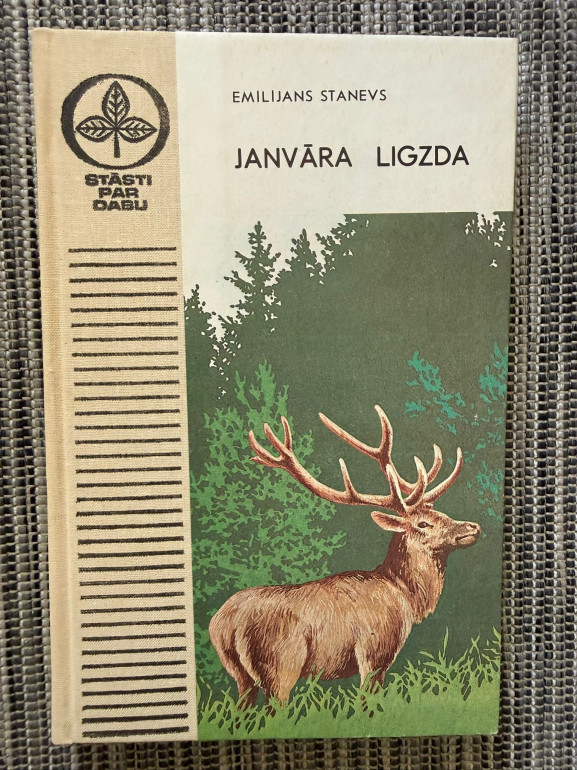 EMILIJANS STANEVS
JANVĀRA LIGZDA
STĀSTI
PAR
DABU